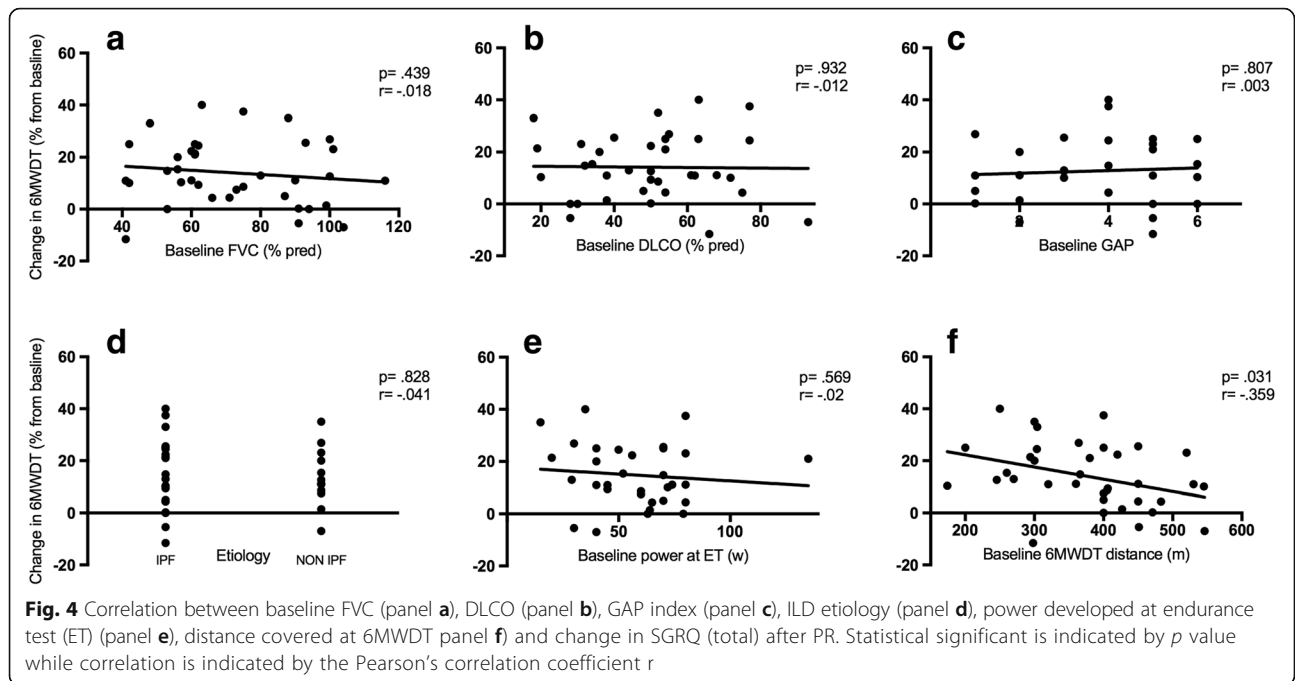 a
60
40
20
0
-20
40
60
80
100
120
p= .439
r= -.018
Change in 6MWDT (% from basline)
Baseline FVC (% pred)
b
60
40
20
0
-20
20
40
60
80
p= .932
r= -.012
Baseline DLCO (% pred)
c
60
40
20
0
-20
2
4
6
p= .807
r= .003
Baseline GAP
d
60
40
20
0
-20
p= .828
r= -.041
Change in 6MWDT (% from basline)
IPF
Etiology
NON IPF
e
60
40
20
0
-20
50
100
p= .569
r= -.02
Baseline power at ET (w)
f
60
40
20
0
-20
200
300
400
500
600
p= .031
r= -.359
Baseline 6MWDT distance (m)
Fig. 4 Correlation between baseline FVC (panel a), DLCO (panel b), GAP index (panel c), ILD etiology (panel d), power developed at endurance
test (ET) (panel e), distance covered at 6MWDT panel f) and change in SGRQ (total) after PR. Statistical significant is indicated by p value
while correlation is indicated by the Pearson's correlation coefficient r